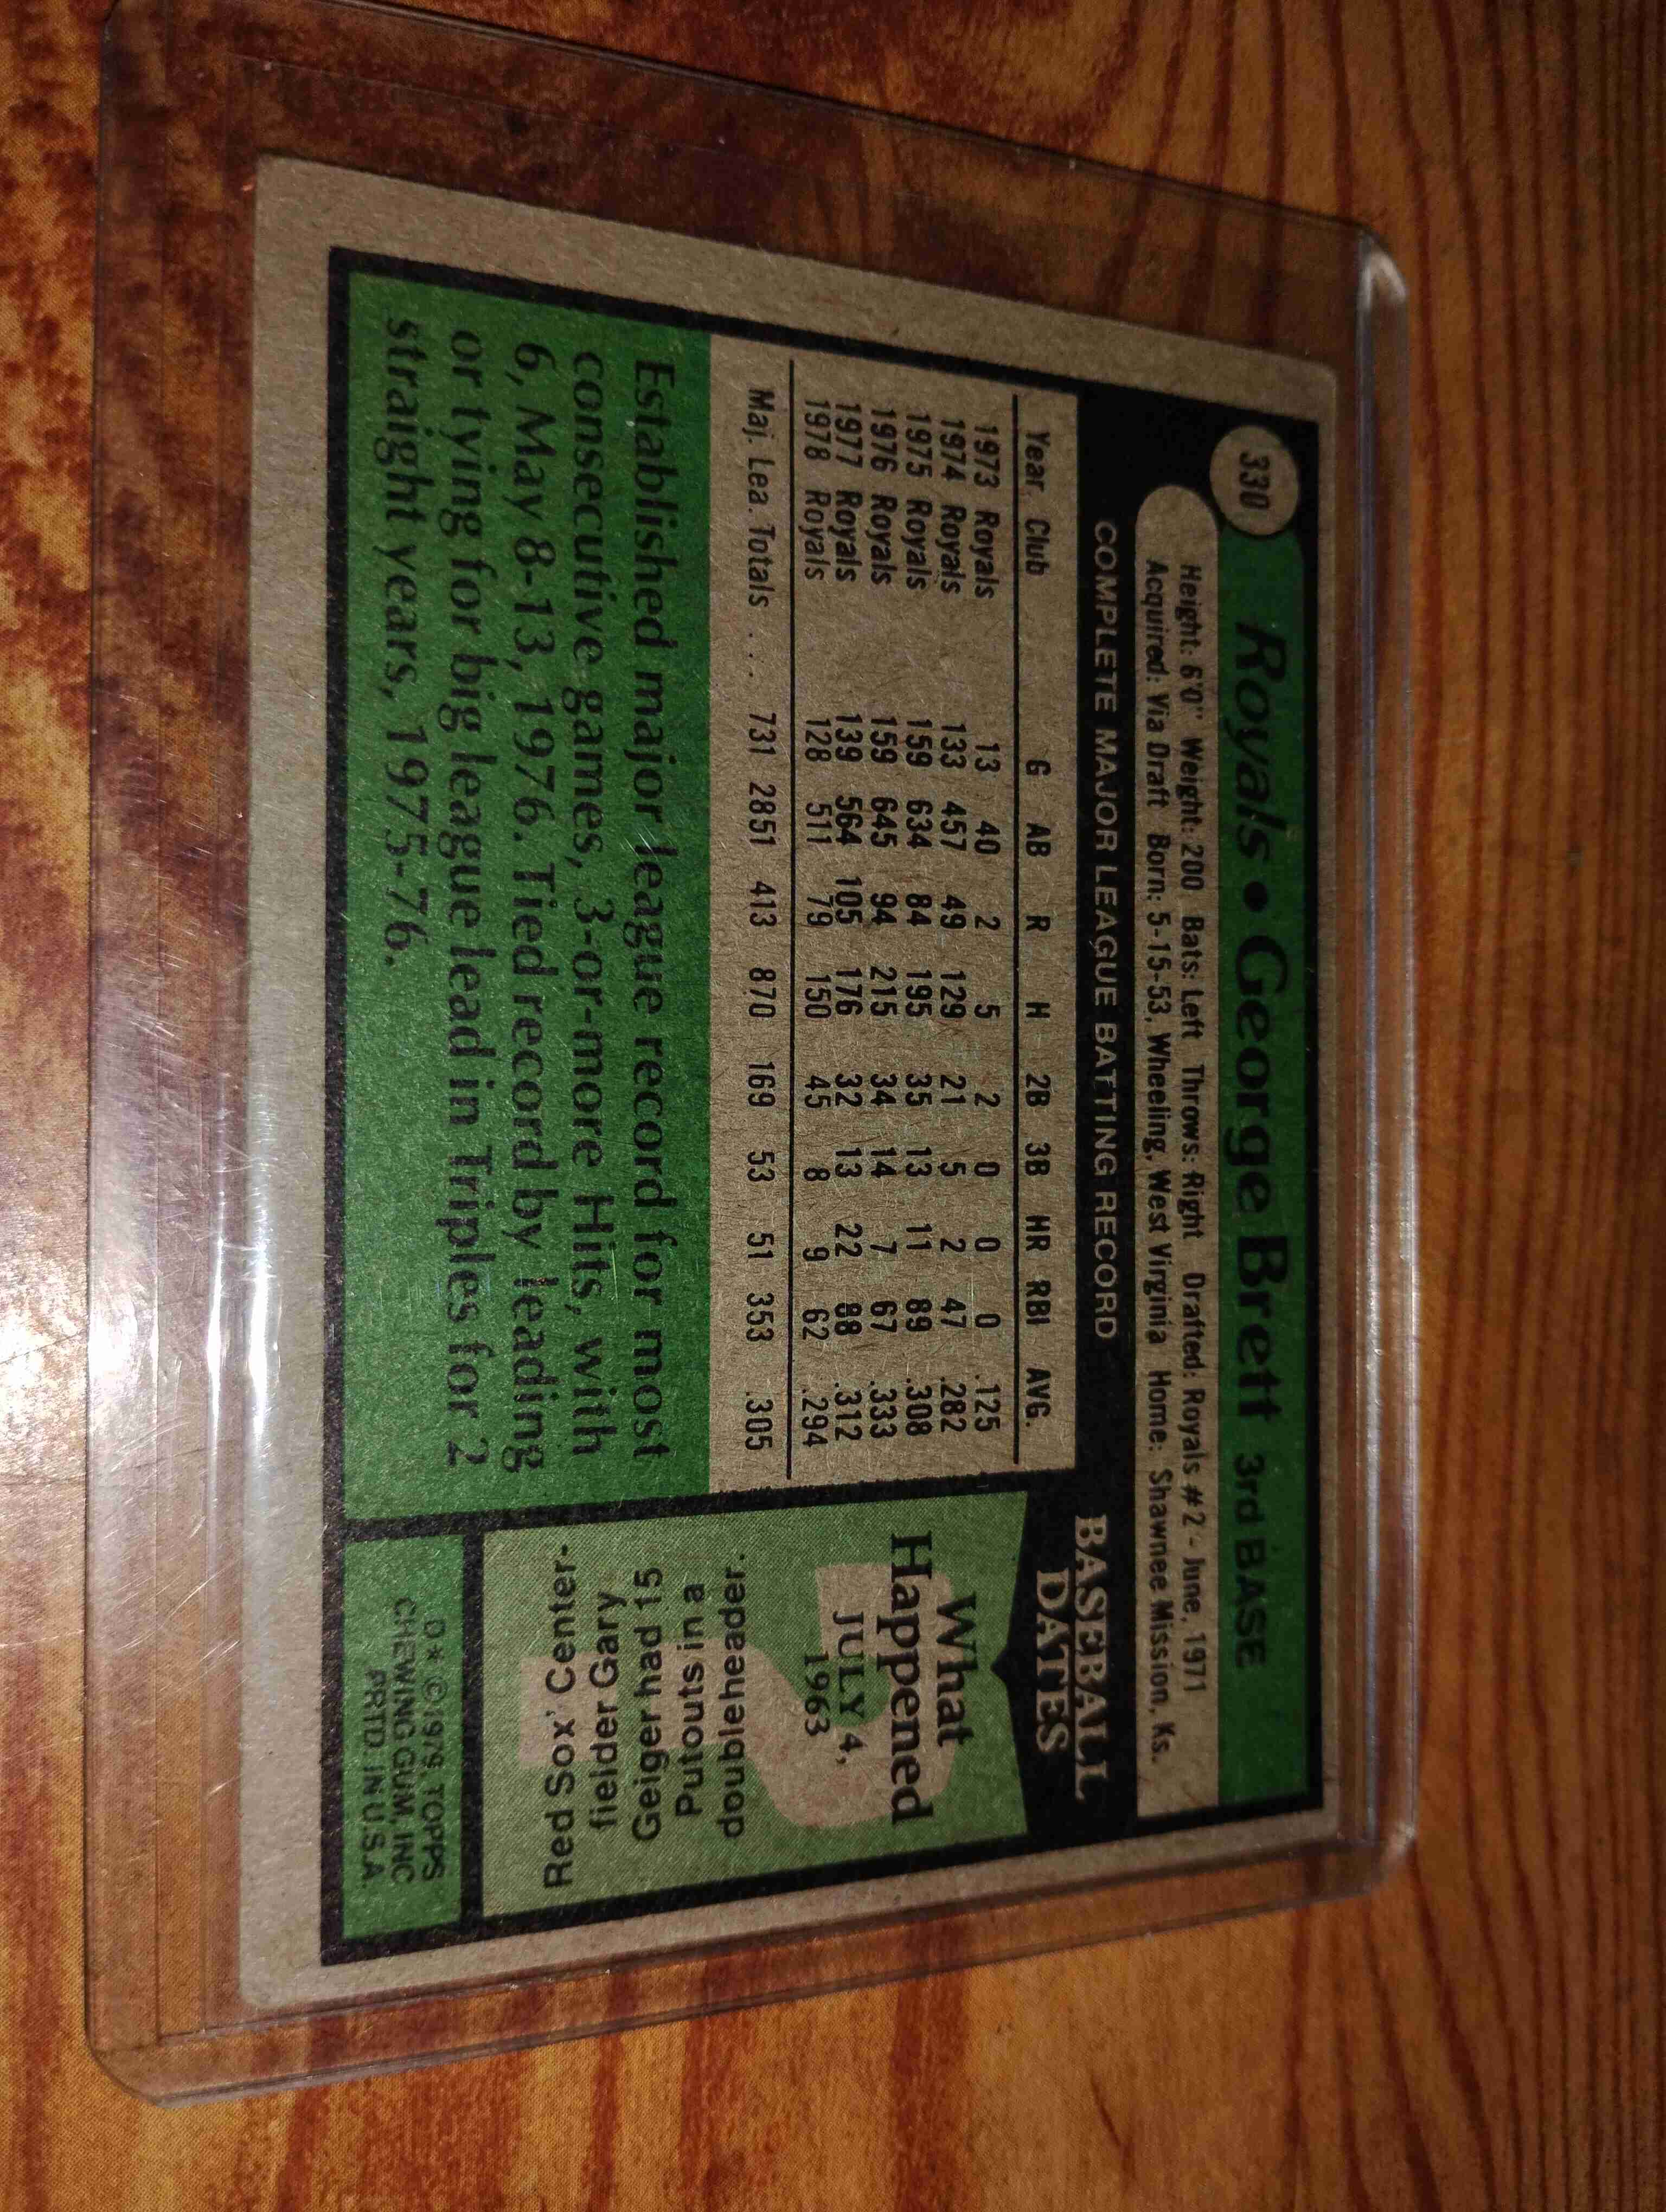 330
Royals • George Brett 3rd BASE
Height: 6'0" Weight: 200 Bats: Left Throws: Right Drafted: Royals #2 - June, 1971
Acquired: Via Draft Born: 5-15-53, Wheeling, West Virginia Home: Shawnee Mission, Ks.
COMPLETE MAJOR LEAGUE BATTING RECORD
Year Club G AB R H 2B 3B HR RBI AVG.
1973 Royals 13 40 2 5 2 0 0 0 .125
1974 Royals 133 457 49 129 21 5 2 47 .282
1975 Royals 159 634 84 195 35 13 11 89 .308
1976 Royals 159 645 94 215 34 14 7 67 .333
1977 Royals 139 564 105 176 32 13 22 88 .312
1978 Royals 128 511 79 150 45 8 9 62 .294
Maj. Lea. Totals . . . 731 2851 413 870 169 53 51 353 .305
Established major league record for most
consecutive games, 3-or-more Hits, with
6, May 8-13, 1976. Tied record by leading
or tying for big league lead in Triples for 2
straight years, 1975-76.
BASEBALL
DATES
What
Happened
JULY 4,
1963
Red Sox' Center-
fielder Gary
Geiger had 15
Putouts in a
doubleheader.
D* ©1979 TOPPS
CHEWING GUM, INC
PRTD. IN U.S.A.